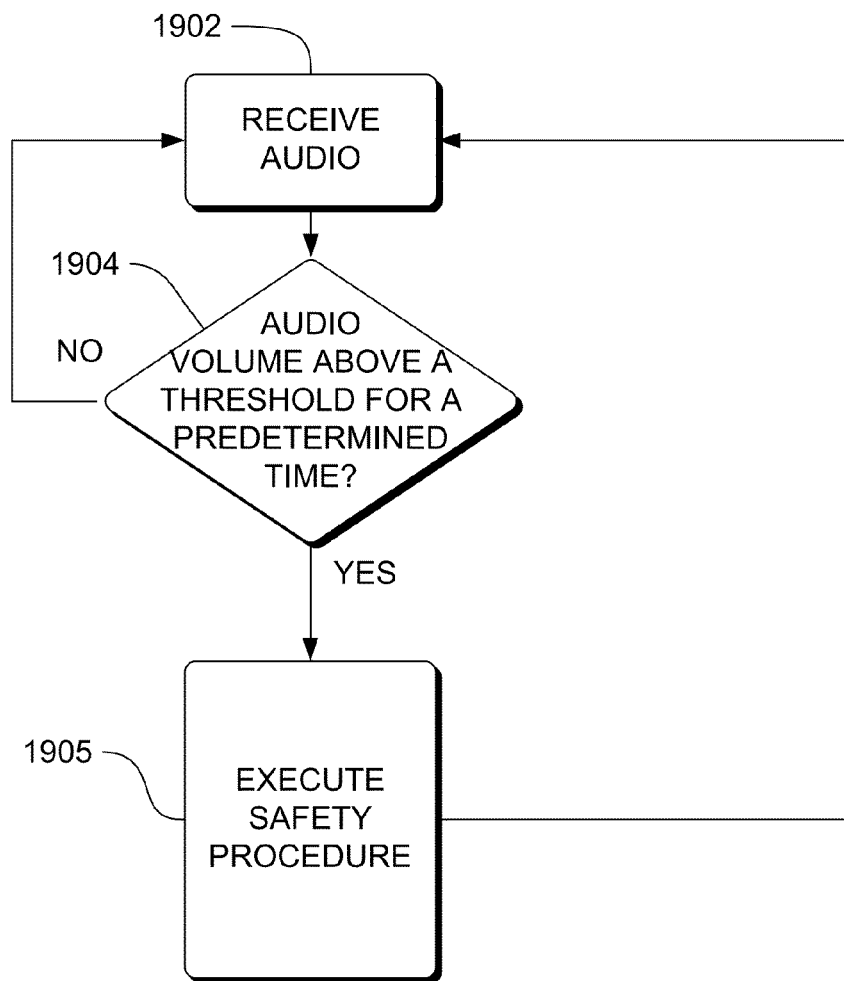 1902
RECEIVE
AUDIO
1904
NO
AUDIO
VOLUME ABOVE A
THRESHOLD FOR A
PREDETERMINED
TIME?
YES
1905
EXECUTE
SAFETY
PROCEDURE